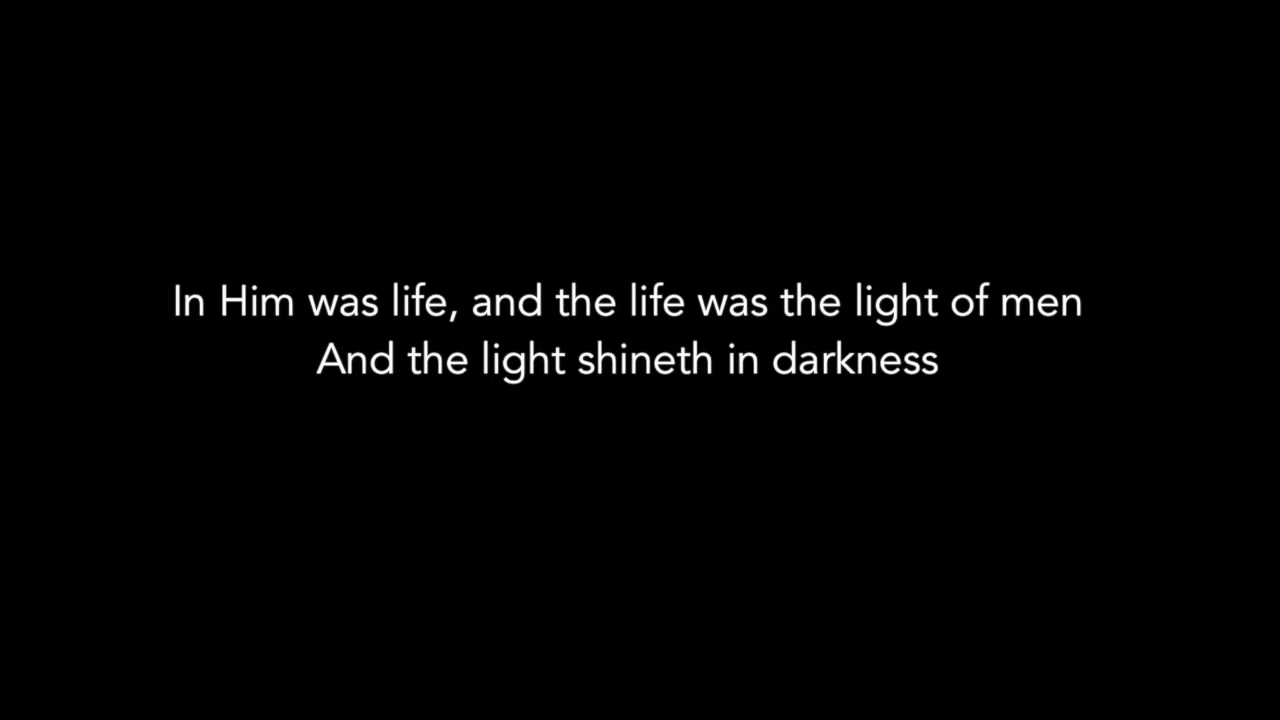 In Him was life, and the life was the light of men
And the light shineth in darkness